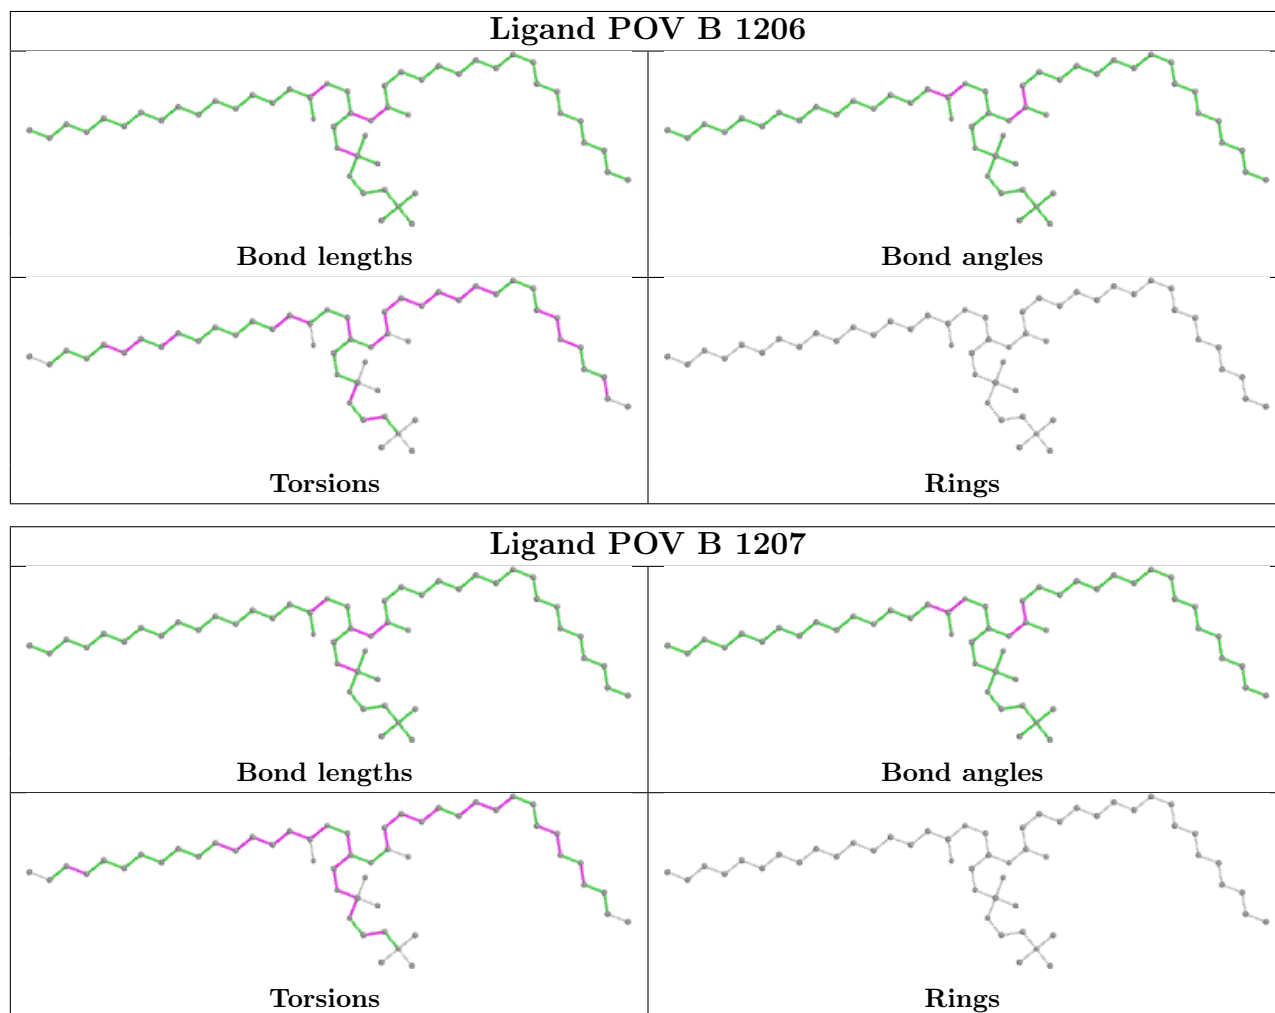 Ligand POV B 1206
Bond lengths
Bond angles
Torsions
Rings
Ligand POV B 1207
Bond lengths
Bond angles
Torsions
Rings